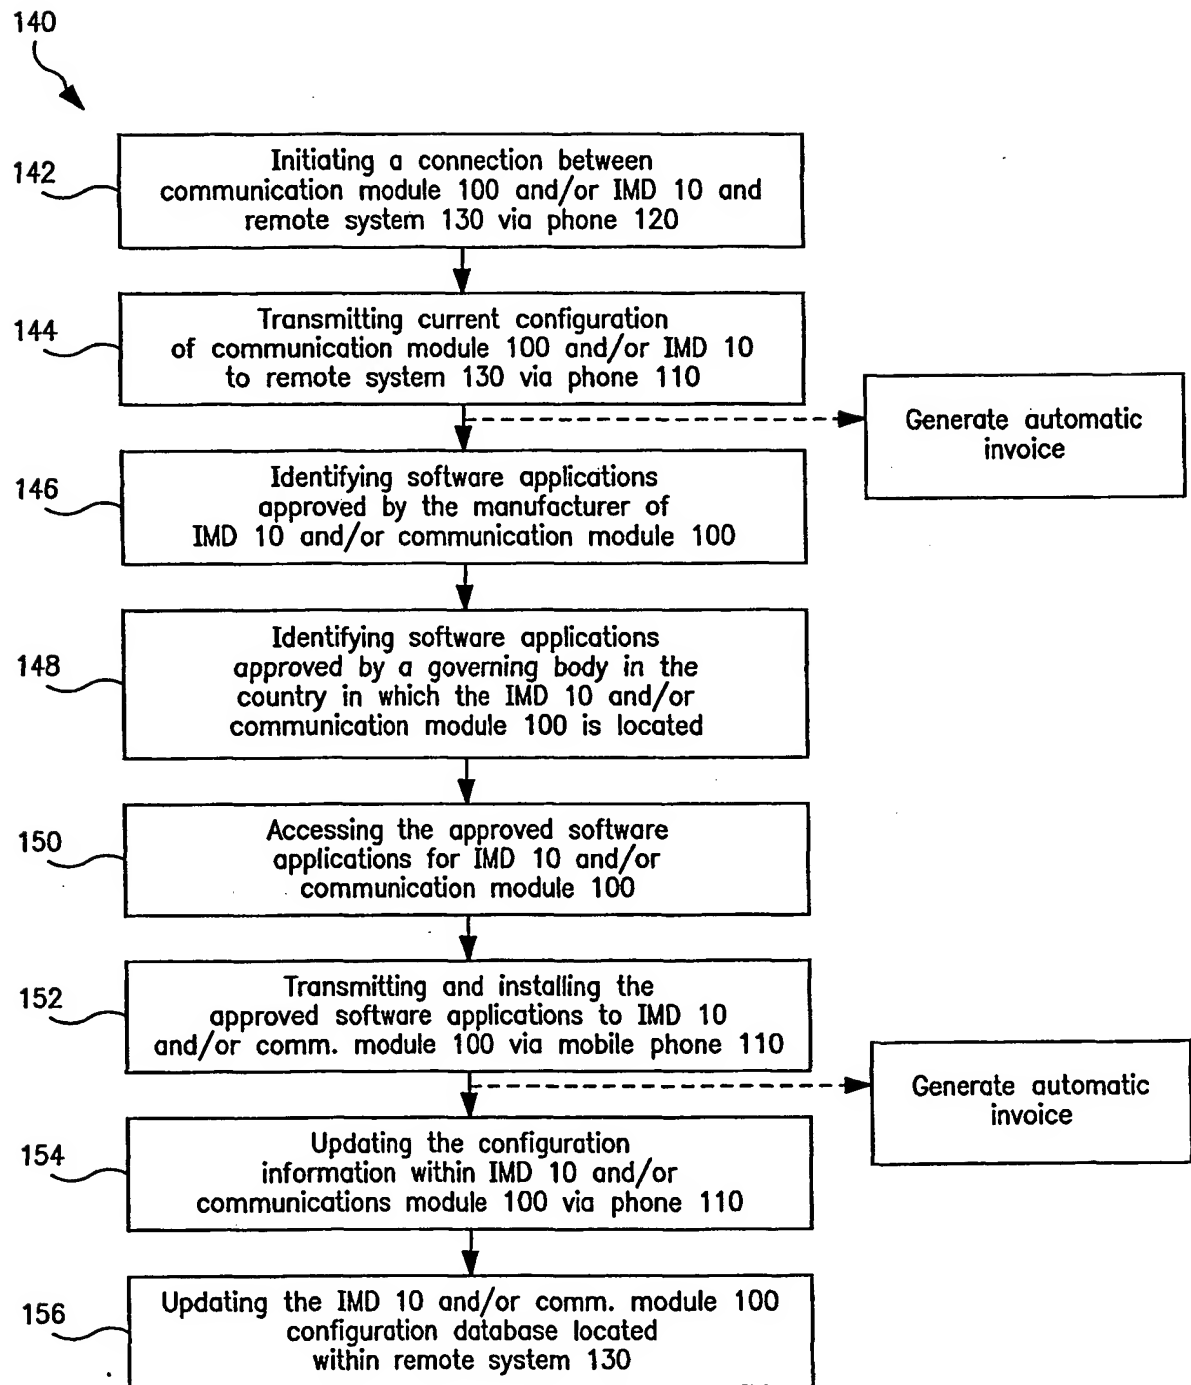 140
142
Initiating a connection between
communication module 100 and/or IMD 10 and
remote system 130 via phone 120
144
Transmitting current configuration
of communication module 100 and/or IMD 10
to remote system 130 via phone 110
Generate automatic
invoice
146
Identifying software applications
approved by the manufacturer of
IMD 10 and/or communication module 100
148
Identifying software applications
approved by a governing body in the
country in which the IMD 10 and/or
communication module 100 is located
150
Accessing the approved software
applications for IMD 10 and/or
communication module 100
152
Transmitting and installing the
approved software applications to IMD 10
and/or comm. module 100 via mobile phone 110
Generate automatic
invoice
154
Updating the configuration
information within IMD 10 and/or
communications module 100 via phone 110
156
Updating the IMD 10 and/or comm. module 100
configuration database located
within remote system 130